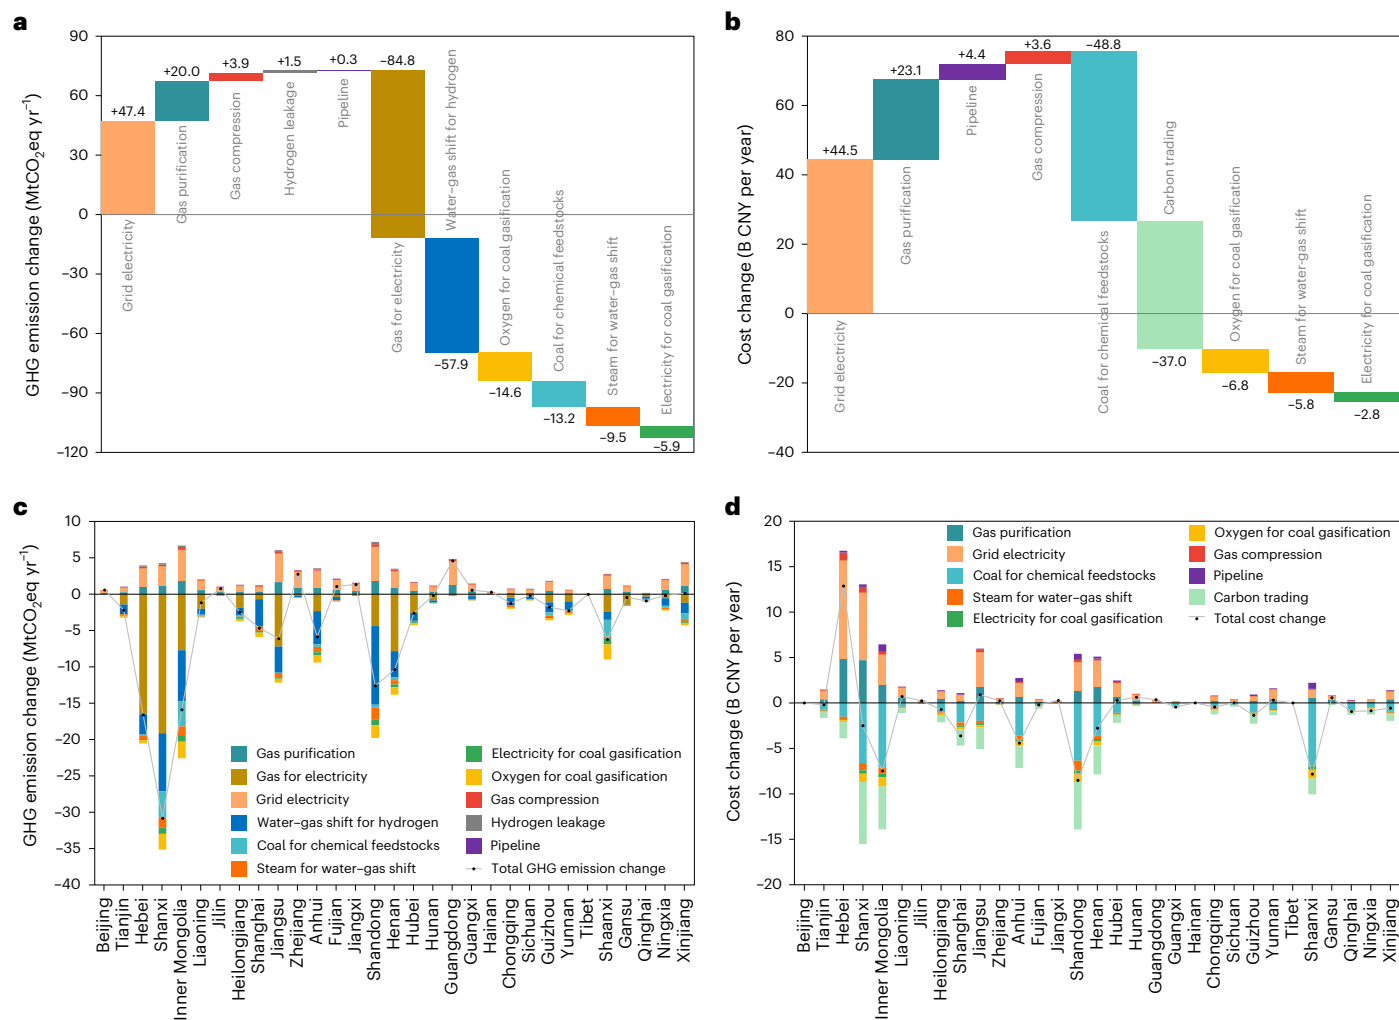 a
GHG emission change (MtCO2eq yr−1)
90
60
30
0
−30
−60
−90
−120
+47.4
+20.0
+3.9
+1.5
+0.3
−84.8
−57.9
−14.6
−13.2
−9.5
−5.9
Grid electricity
Gas purification
Gas compression
Hydrogen leakage
Pipeline
Gas for electricity
Water–gas shift for hydrogen
Oxygen for coal gasification
Coal for chemical feedstocks
Steam for water–gas shift
Electricity for coal gasification
b
Cost change (B CNY per year)
80
60
40
20
0
−20
−40
+44.5
+23.1
+4.4
+3.6
−48.8
−37.0
−6.8
−5.8
−2.8
Grid electricity
Gas purification
Pipeline
Gas compression
Coal for chemical feedstocks
Carbon trading
Oxygen for coal gasification
Steam for water-gas shift
Electricity for coal gasification
c
GHG emission change (MtCO2eq yr−1)
10
5
0
−5
−10
−15
−20
−25
−30
−35
−40
Gas purification
Gas for electricity
Grid electricity
Water–gas shift for hydrogen
Coal for chemical feedstocks
Steam for water–gas shift
Electricity for coal gasification
Oxygen for coal gasification
Gas compression
Hydrogen leakage
Pipeline
Total GHG emission change
Beijing
Tianjin
Hebei
Shanxi
Inner Mongolia
Liaoning
Jilin
Heilongjiang
Shanghai
Jiangsu
Zhejiang
Anhui
Fujian
Jiangxi
Shandong
Henan
Hubei
Hunan
Guangdong
Guangxi
Hainan
Chongqing
Sichuan
Guizhou
Yunnan
Tibet
Shaanxi
Gansu
Qinghai
Ningxia
Xinjiang
d
Cost change (B CNY per year)
20
15
10
5
0
−5
−10
−15
−20
Gas purification
Grid electricity
Coal for chemical feedstocks
Steam for water-gas shift
Electricity for coal gasification
Oxygen for coal gasification
Gas compression
Pipeline
Carbon trading
Total cost change
Beijing
Tianjin
Hebei
Shanxi
Inner Mongolia
Liaoning
Jilin
Heilongjiang
Shanghai
Jiangsu
Zhejiang
Anhui
Fujian
Jiangxi
Shandong
Henan
Hubei
Hunan
Guangdong
Guangxi
Hainan
Chongqing
Sichuan
Guizhou
Yunnan
Tibet
Shaanxi
Gansu
Qinghai
Ningxia
Xinjiang